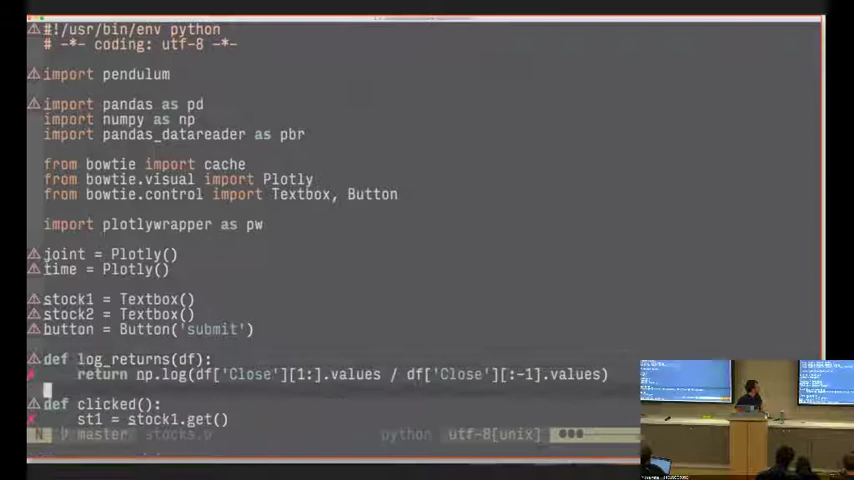 #!/usr/bin/env python
# -*- coding: utf-8 -*-
import pendulum
import pandas as pd
import numpy as np
import pandas_datareader as pbr
from bowtie import cache
from bowtie.visual import Plotly
from bowtie.control import Textbox, Button
import plotlywrapper as pw
joint = Plotly()
time = Plotly()
stock1 = Textbox()
stock2 = Textbox()
button = Button('submit')
def log_returns(df):
return np.log(df['Close'][1:].values / df['Close'][:-1].values)
def clicked():
st1 = stock1.get()
N master stocks.p python utf-8[unix]